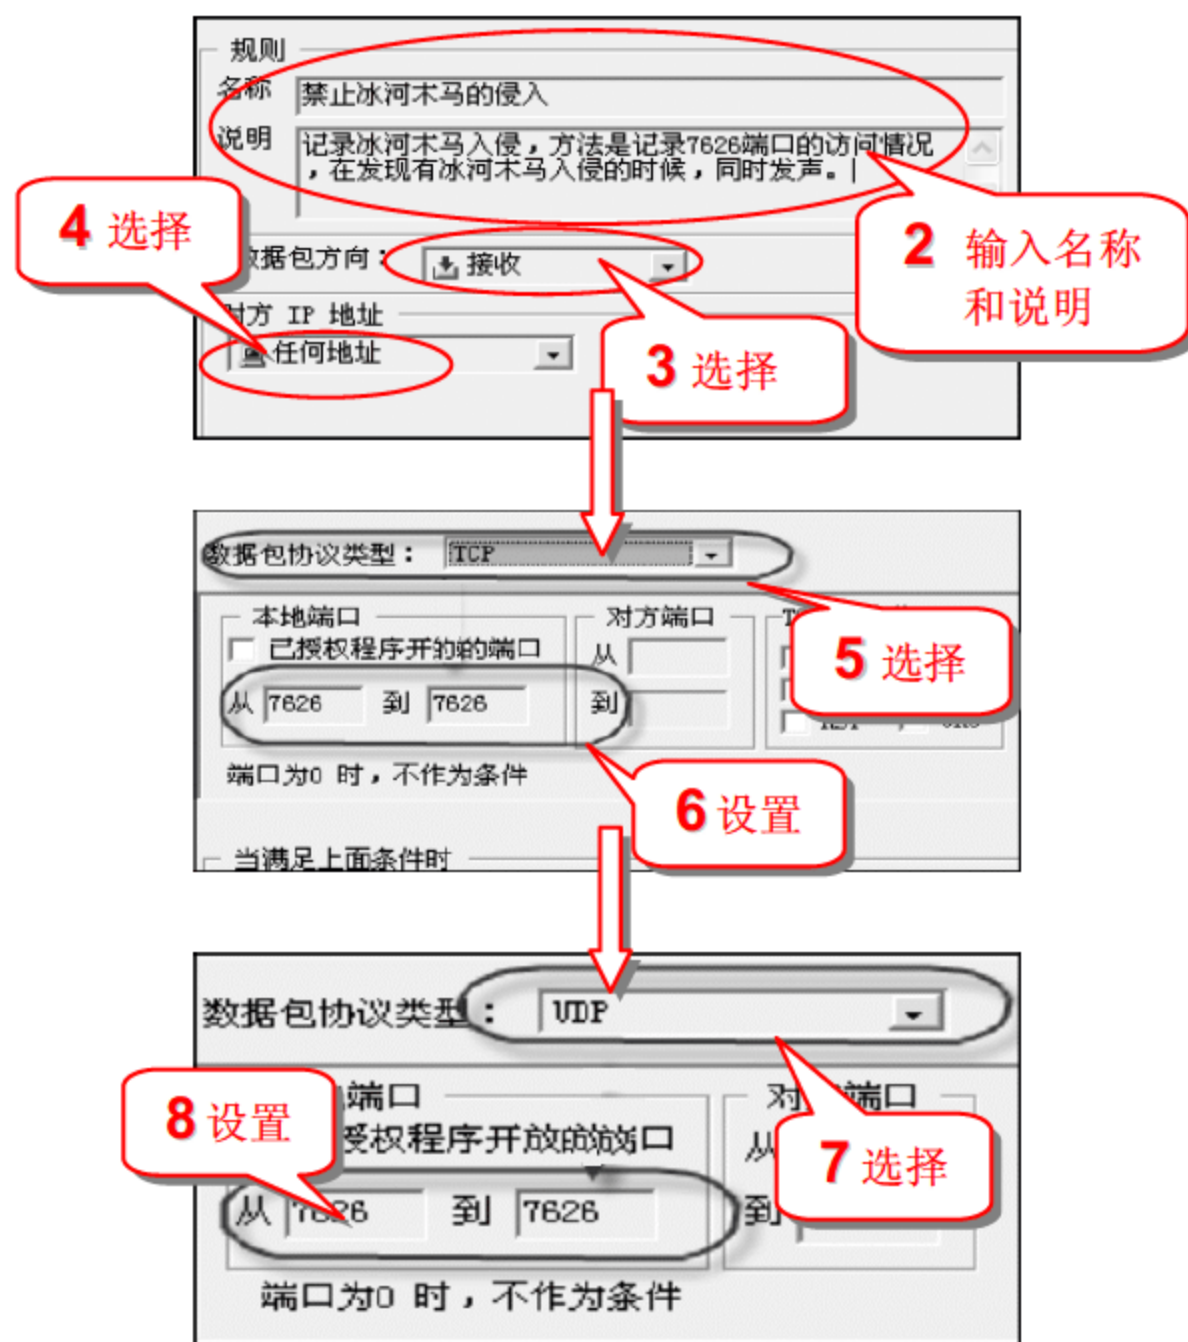 规则
名称 禁止冰河木马的侵入
说明 记录冰河木马入侵，方法是记录7626端口的访问情况
，在发现有冰河木马入侵的时候，同时发声。
4 选择
2 输入名称
和说明
数据包方向： 接收
对方 IP 地址
任何地址
3 选择
数据包协议类型： TCP
本地端口 对方端口
已授权程序开的的端口 从
5 选择
从 7626 到 7626 到
端口为0 时，不作为条件
6 设置
当满足上面条件时
数据包协议类型： UDP
端口 对 端口
8 设置
授权程序开放的 口 从
7 选择
从 7626 到 7626 到
端口为0 时，不作为条件